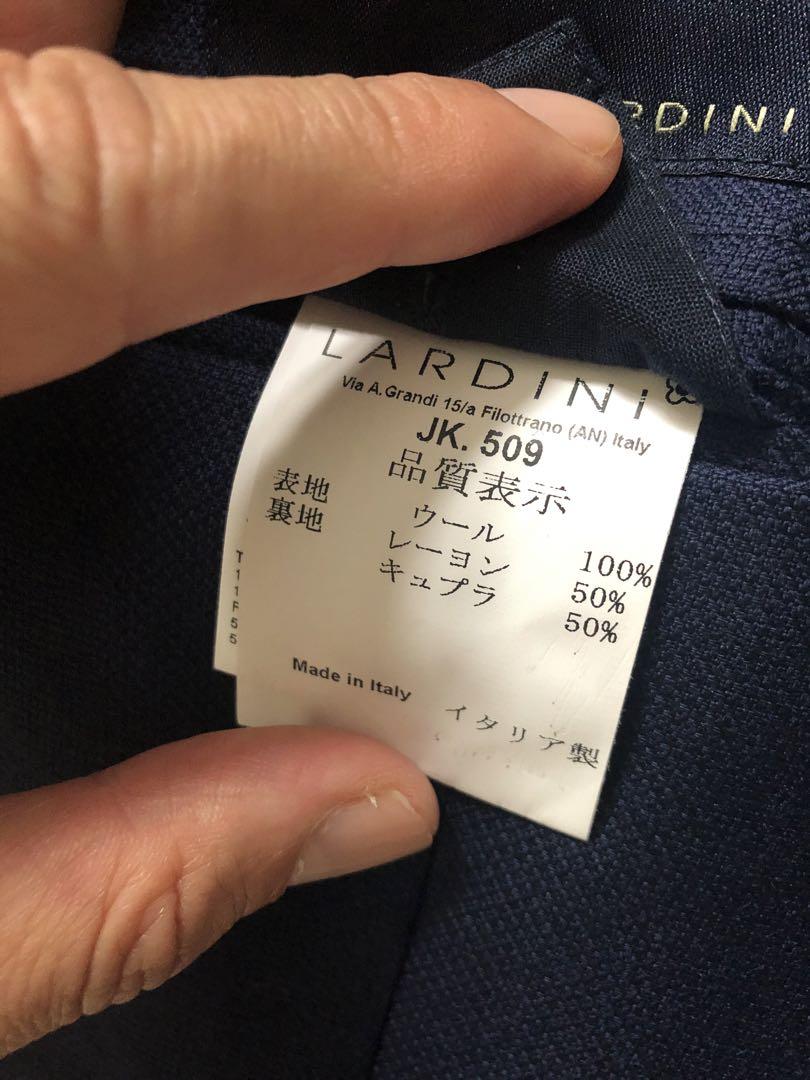 RDINI
LARDINI
Via A.Grandi 15/a Filottrano (AN) Italy
JK. 509
品質表示
表地 ウール 100%
裏地 レーヨン 50%
キュプラ 50%
T11F55
Made in Italy イタリア製